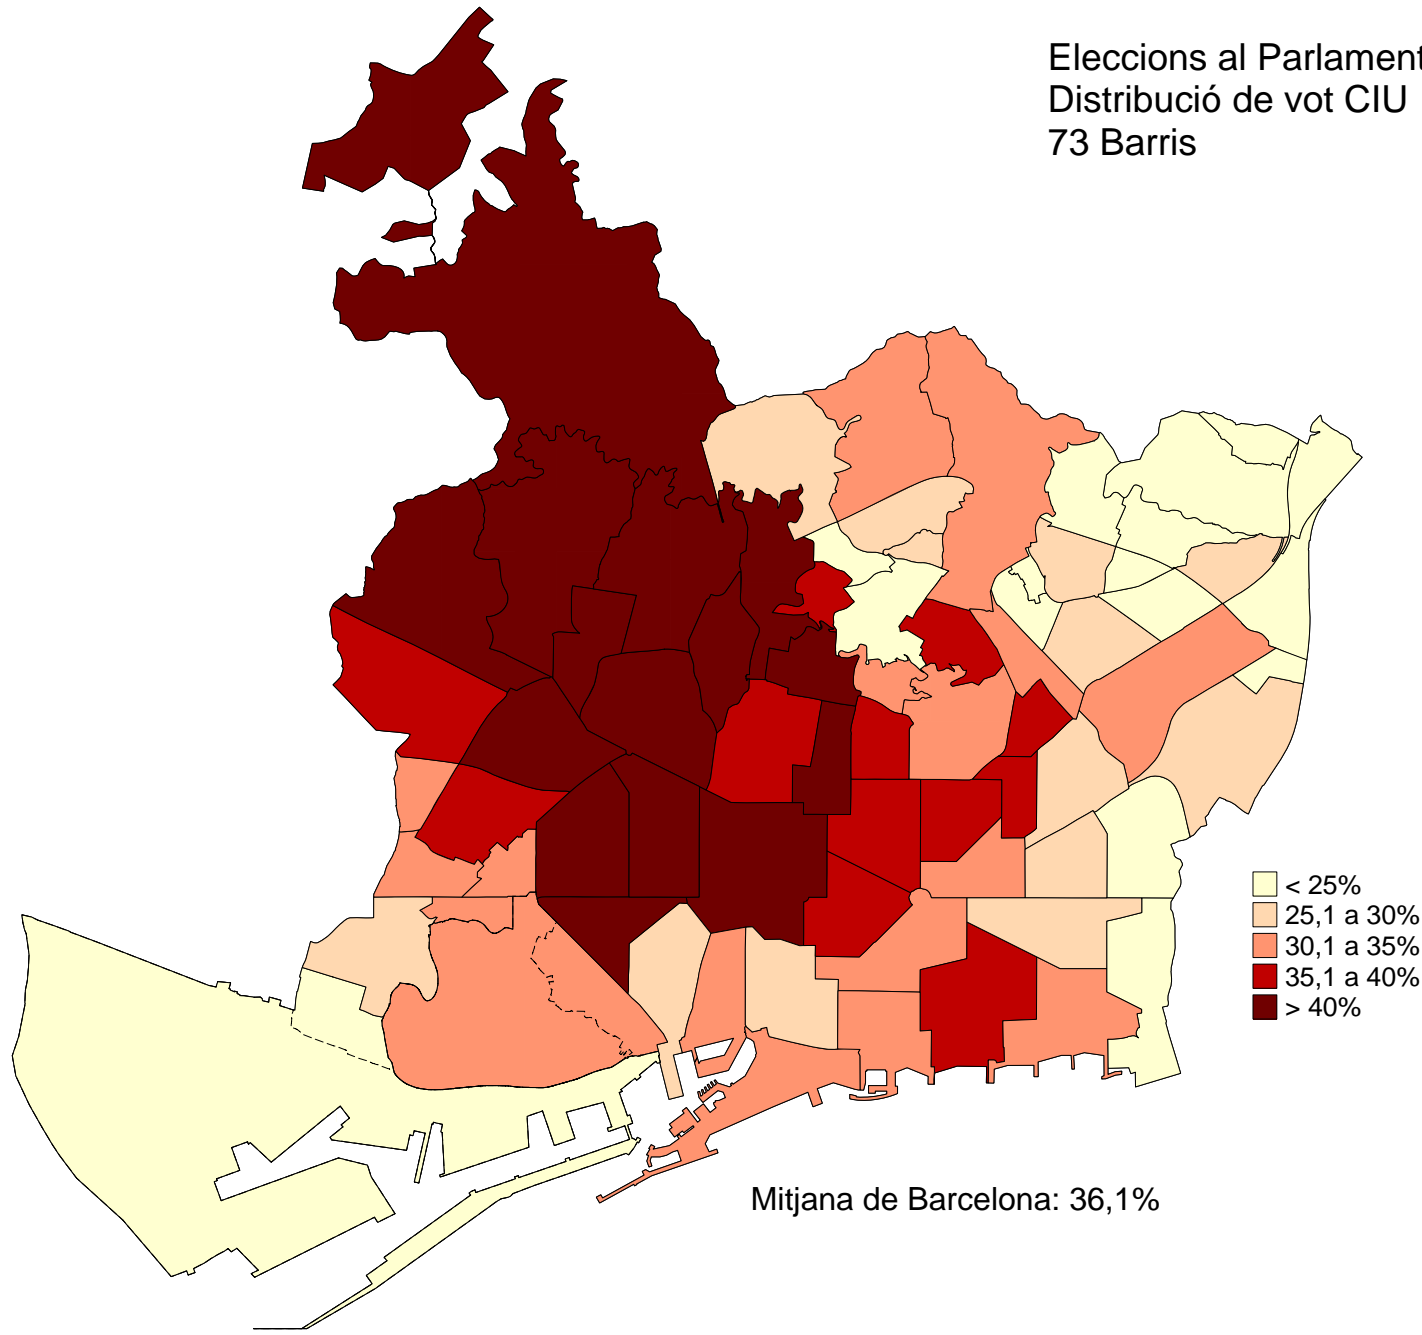 Eleccions al Parlament
Distribució de vot CIU
73 Barris
< 25%
25,1 a 30%
30,1 a 35%
35,1 a 40%
> 40%
Mitjana de Barcelona: 36,1%